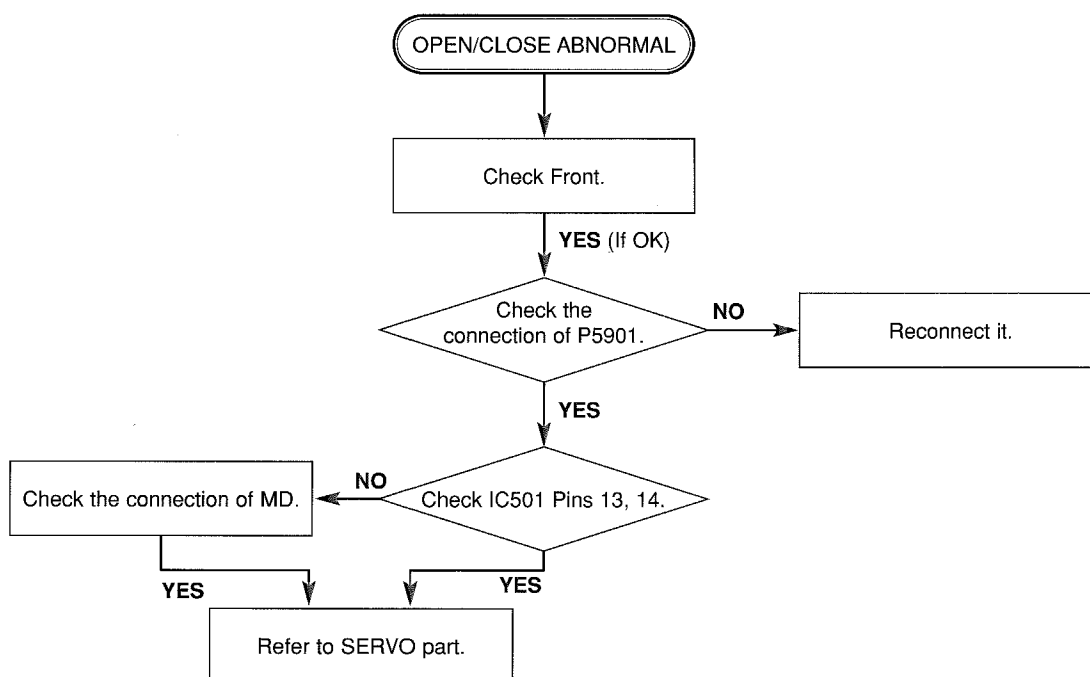 OPEN/CLOSE ABNORMAL
Check Front.
YES (If OK)
Check the
connection of P5901.
NO
Reconnect it.
YES
NO
Check the connection of MD.
Check IC501 Pins 13, 14.
YES
YES
Refer to SERVO part.